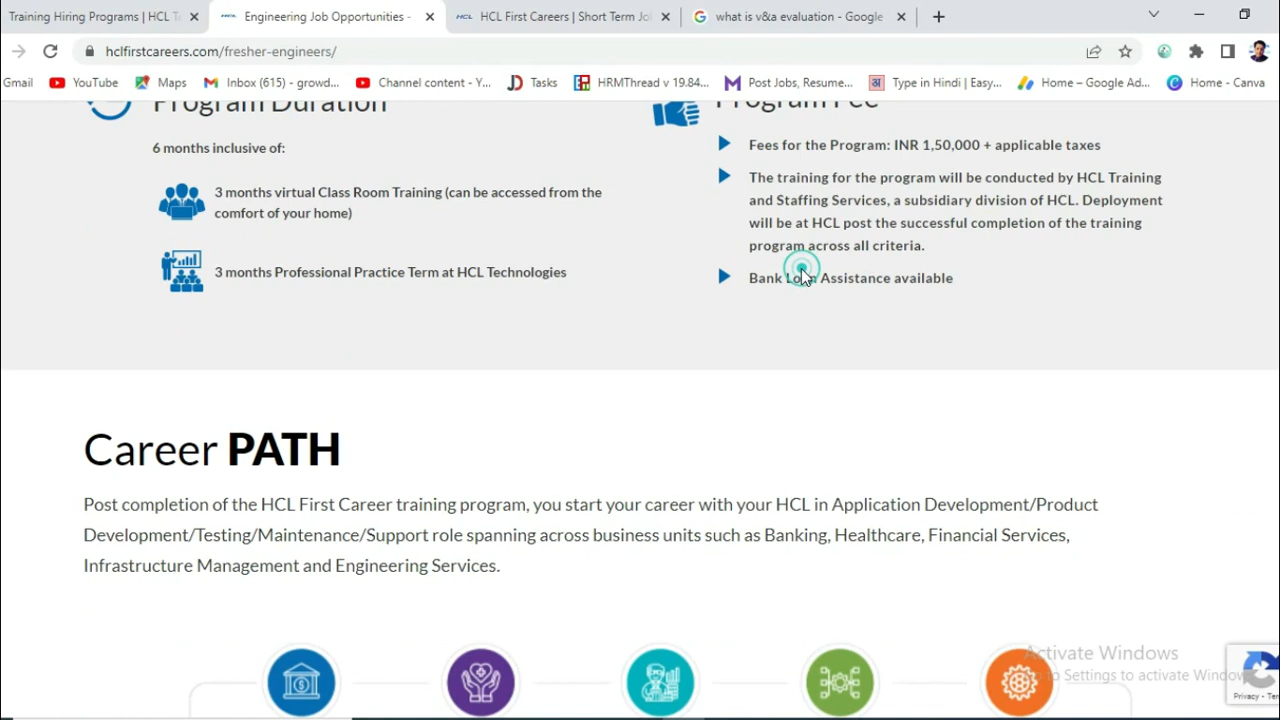 Training Hiring Programs | HCL T
Engineering Job Opportunities -
HCL First Careers | Short Term Jo
what is v&a evaluation - Google
hclfirstcareers.com/fresher-engineers/
Gmail
YouTube
Maps
Inbox (615) - growd...
Channel content - Y...
Tasks
HRMThread v 19.84...
Post Jobs, Resume...
Type in Hindi | Easy...
Home – Google Ad...
Home - Canva
Program Duration
6 months inclusive of:
3 months virtual Class Room Training (can be accessed from the
comfort of your home)
3 months Professional Practice Term at HCL Technologies
Program Fee
Fees for the Program: INR 1,50,000 + applicable taxes
The training for the program will be conducted by HCL Training
and Staffing Services, a subsidiary division of HCL. Deployment
will be at HCL post the successful completion of the training
program across all criteria.
Bank Loan Assistance available
Career PATH
Post completion of the HCL First Career training program, you start your career with your HCL in Application Development/Product
Development/Testing/Maintenance/Support role spanning across business units such as Banking, Healthcare, Financial Services,
Infrastructure Management and Engineering Services.
Activate Windows
to Settings to activate Window
Privacy - Ter